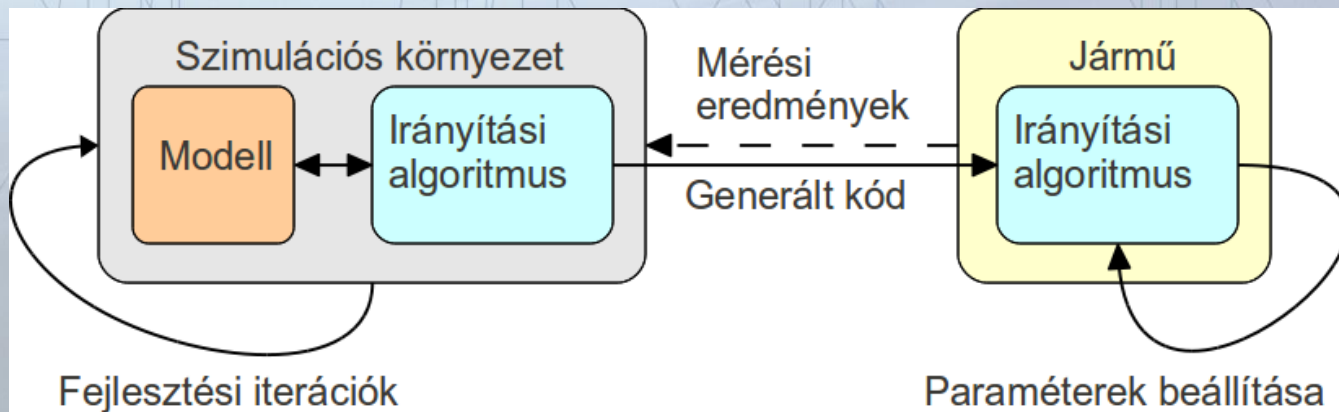 Szimulációs környezet
Modell
Irányítási
algoritmus
Mérési
eredmények
Generált kód
Jármű
Irányítási
algoritmus
Fejlesztési iterációk
Paraméterek beállítása